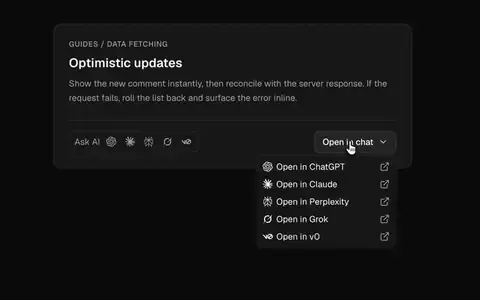 GUIDES / DATA FETCHING
Optimistic updates
Show the new comment instantly, then reconcile with the server response. If the
request fails, roll the list back and surface the error inline.
Ask AI
Open in chat
Open in ChatGPT
Open in Claude
Open in Perplexity
Open in Grok
Open in v0